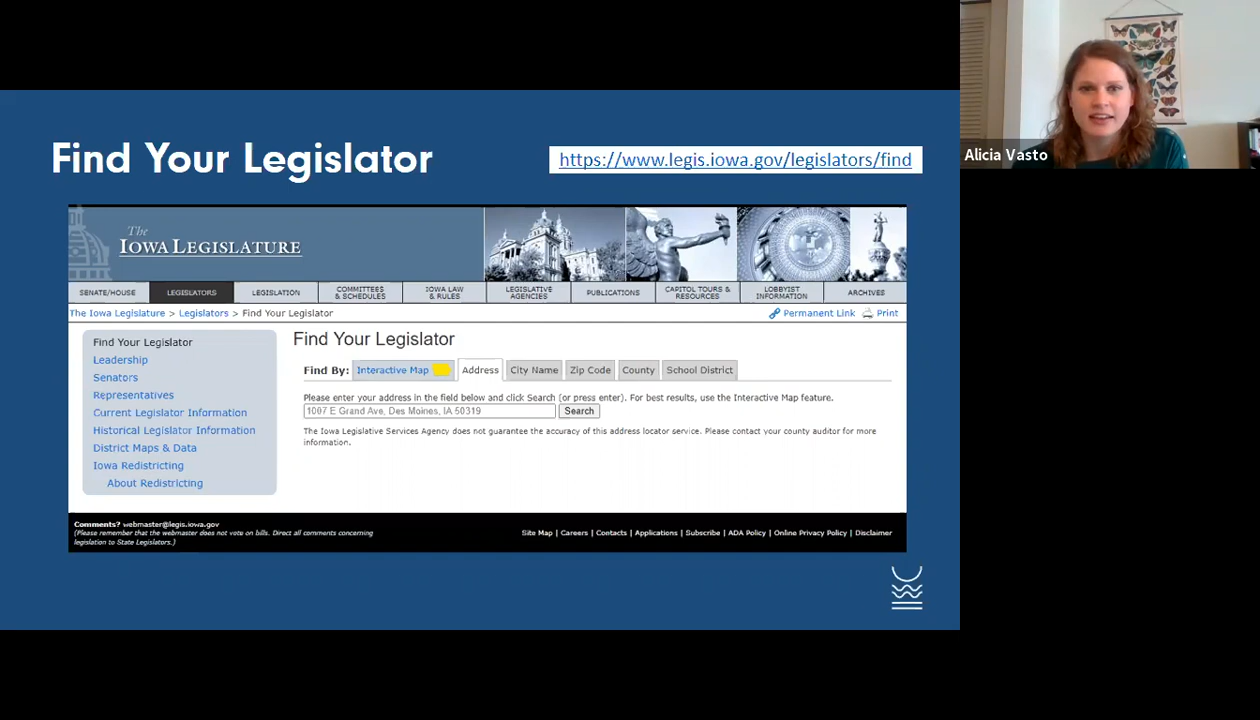 Find Your Legislator
https://www.legis.iowa.gov/legislators/find
Alicia Vasto
The
IOWA LEGISLATURE
SENATE/HOUSE
LEGISLATORS
LEGISLATION
COMMITTEES
& SCHEDULES
IOWA LAW
& RULES
LEGISLATIVE
AGENCIES
PUBLICATIONS
CAPITOL TOURS &
RESOURCES
LOBBYIST
INFORMATION
ARCHIVES
The Iowa Legislature > Legislators > Find Your Legislator
Permanent Link
Print
Find Your Legislator
Leadership
Senators
Representatives
Current Legislator Information
Historical Legislator Information
District Maps & Data
Iowa Redistricting
About Redistricting
Find Your Legislator
Find By: Interactive Map Address City Name Zip Code County School District
Please enter your address in the field below and click Search (or press enter). For best results, use the Interactive Map feature.
1007 E Grand Ave, Des Moines, IA 50319 Search
The Iowa Legislative Services Agency does not guarantee the accuracy of this address locator service. Please contact your county auditor for more
information.
Comments? webmaster@legis.iowa.gov
(Please remember that the webmaster does not vote on bills. Direct all comments concerning
legislation to State Legislators.)
Site Map | Careers | Contacts | Applications | Subscribe | ADA Policy | Online Privacy Policy | Disclaimer